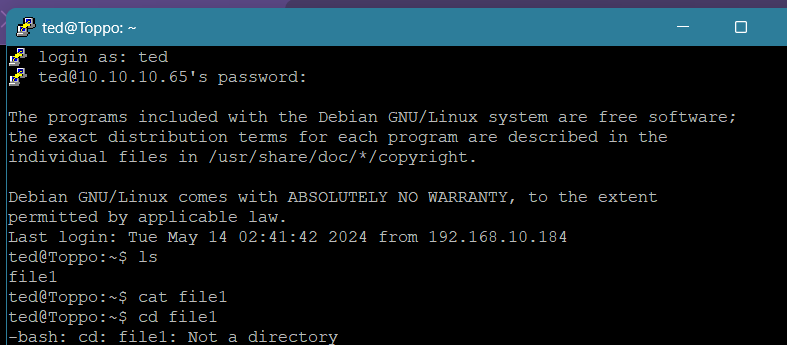 ted@Toppo: ~
login as: ted
ted@10.10.10.65's password:
The programs included with the Debian GNU/Linux system are free software;
the exact distribution terms for each program are described in the
individual files in /usr/share/doc/*/copyright.
Debian GNU/Linux comes with ABSOLUTELY NO WARRANTY, to the extent
permitted by applicable law.
Last login: Tue May 14 02:41:42 2024 from 192.168.10.184
ted@Toppo:~$ ls
file1
ted@Toppo:~$ cat file1
ted@Toppo:~$ cd file1
-bash: cd: file1: Not a directory